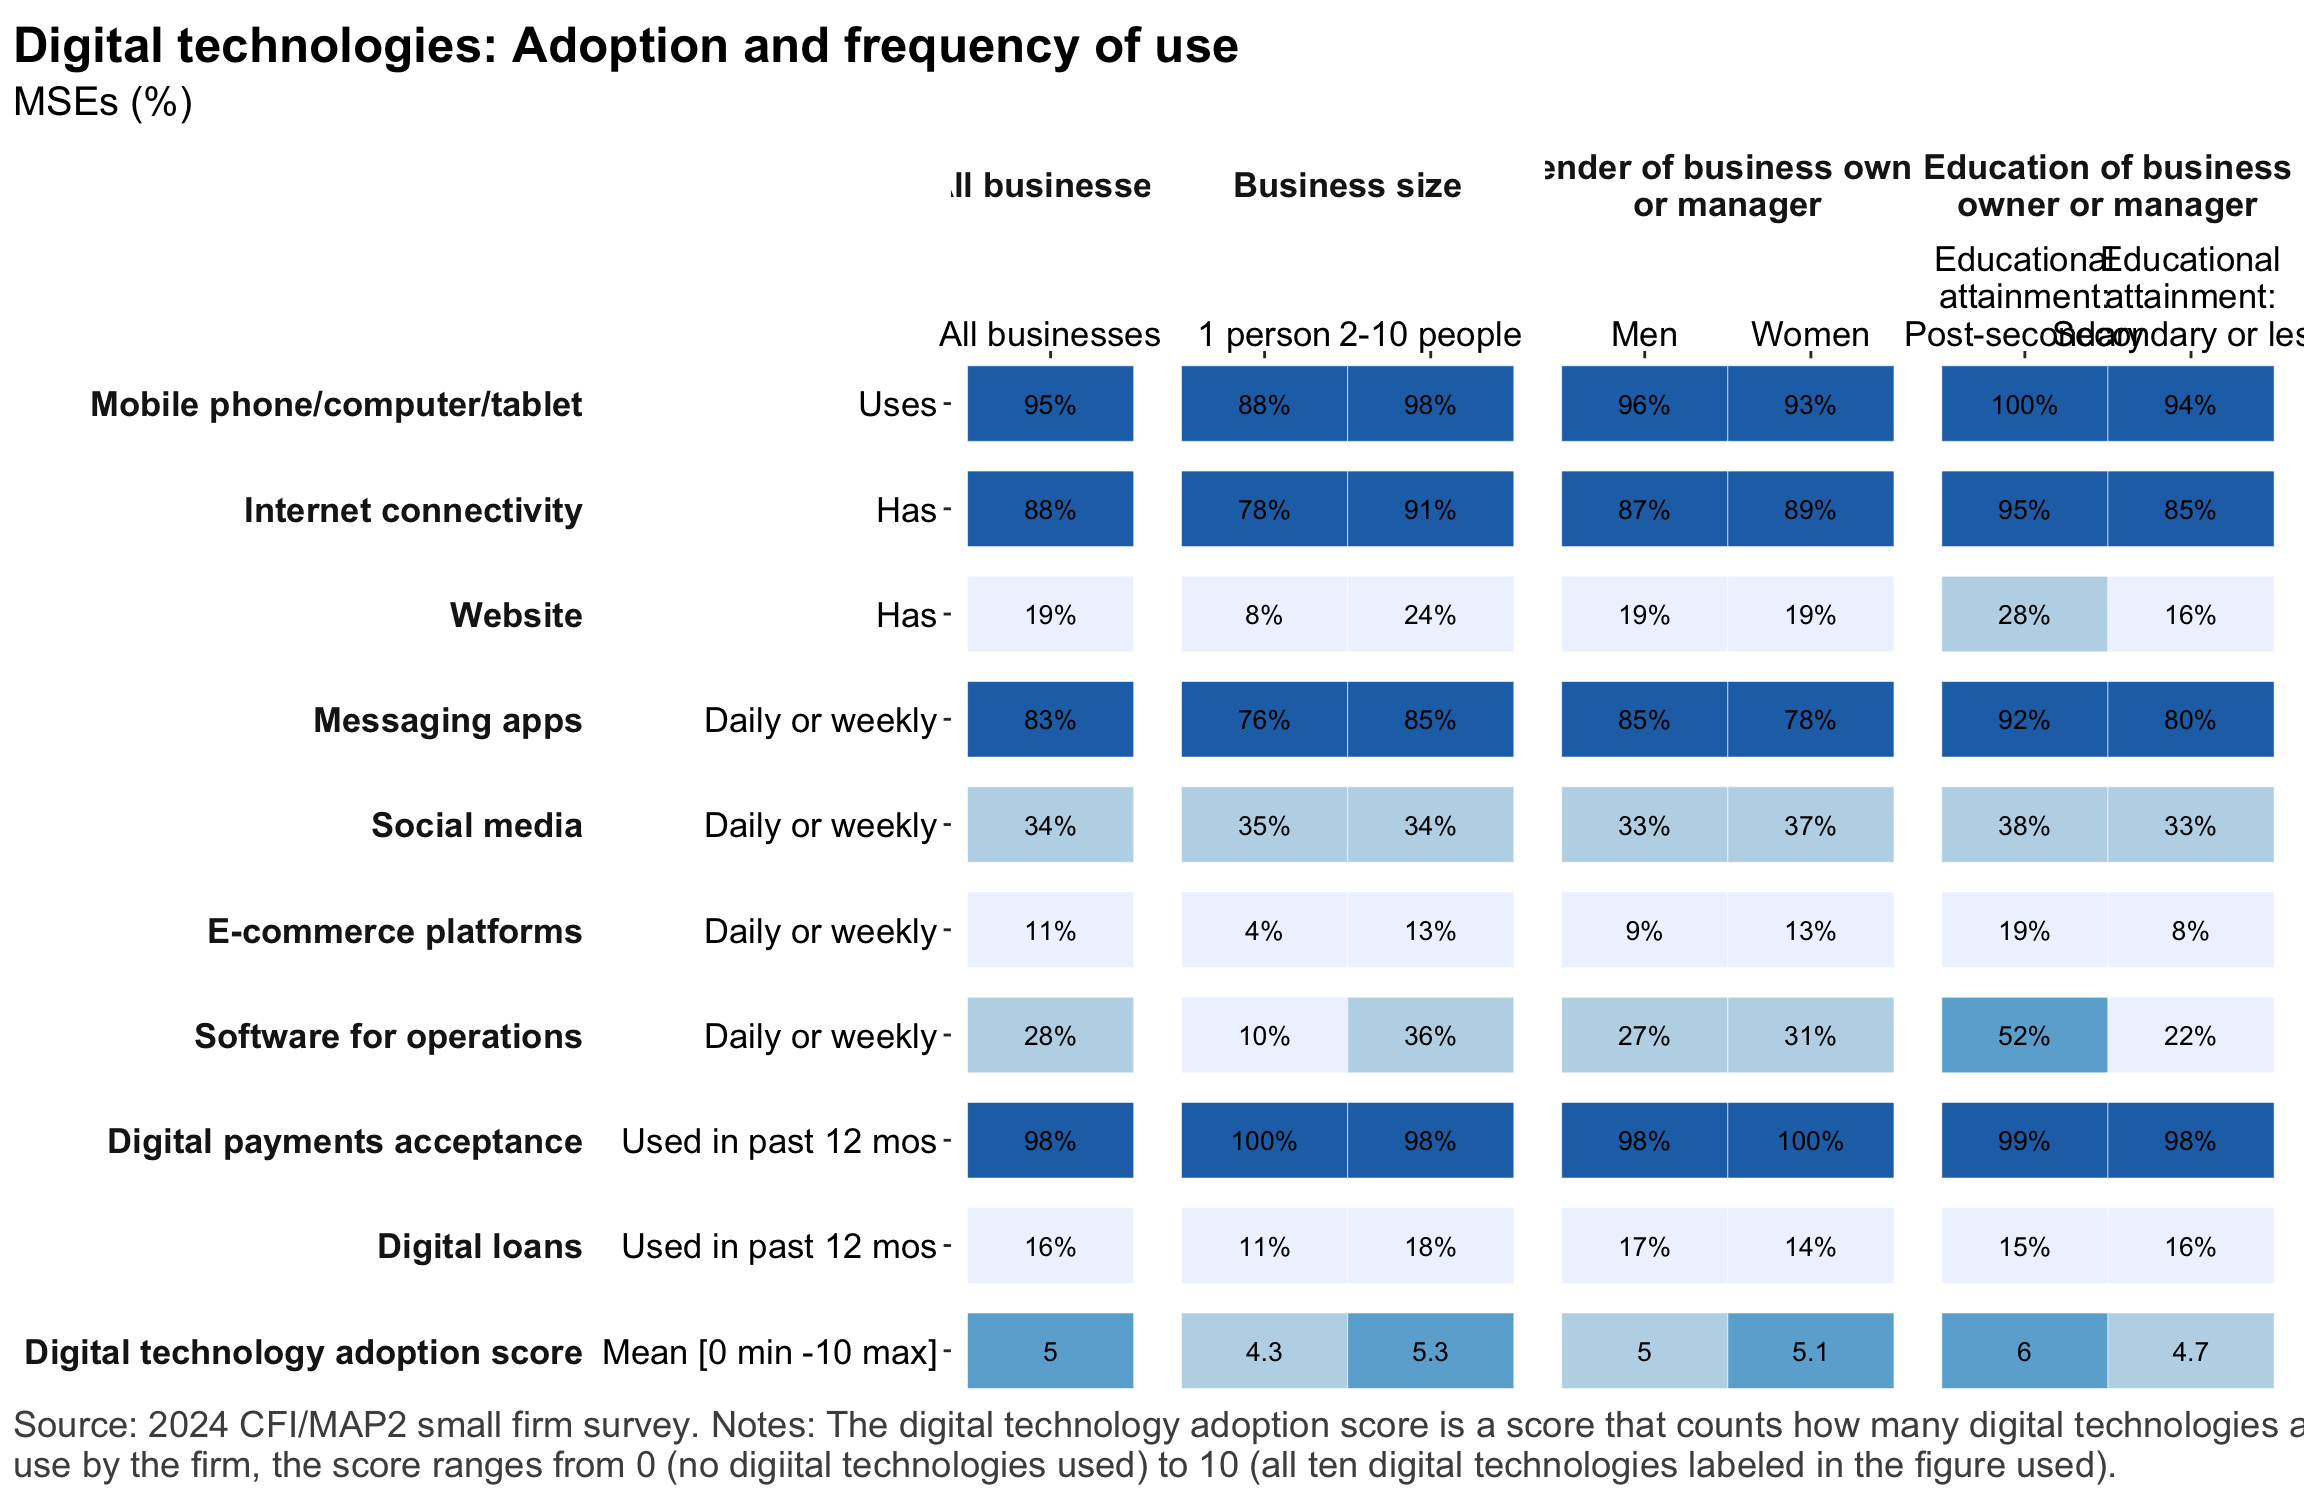 Digital technologies: Adoption and frequency of use
MSEs (%)
ll businesse Business size ender of business own Education of business
or manager owner or manager
Educational Educational
attainment: attainment:
All businesses 1 person 2-10 people Men Women Post-secondary Secondary or les
Mobile phone/computer/tablet Uses 95% 88% 98% 96% 93% 100% 94%
Internet connectivity Has 88% 78% 91% 87% 89% 95% 85%
Website Has 19% 8% 24% 19% 19% 28% 16%
Messaging apps Daily or weekly 83% 76% 85% 85% 78% 92% 80%
Social media Daily or weekly 34% 35% 34% 33% 37% 38% 33%
E-commerce platforms Daily or weekly 11% 4% 13% 9% 13% 19% 8%
Software for operations Daily or weekly 28% 10% 36% 27% 31% 52% 22%
Digital payments acceptance Used in past 12 mos 98% 100% 98% 98% 100% 99% 98%
Digital loans Used in past 12 mos 16% 11% 18% 17% 14% 15% 16%
Digital technology adoption score Mean [0 min -10 max] 5 4.3 5.3 5 5.1 6 4.7
Source: 2024 CFI/MAP2 small firm survey. Notes: The digital technology adoption score is a score that counts how many digital technologies a
use by the firm, the score ranges from 0 (no digiital technologies used) to 10 (all ten digital technologies labeled in the figure used).